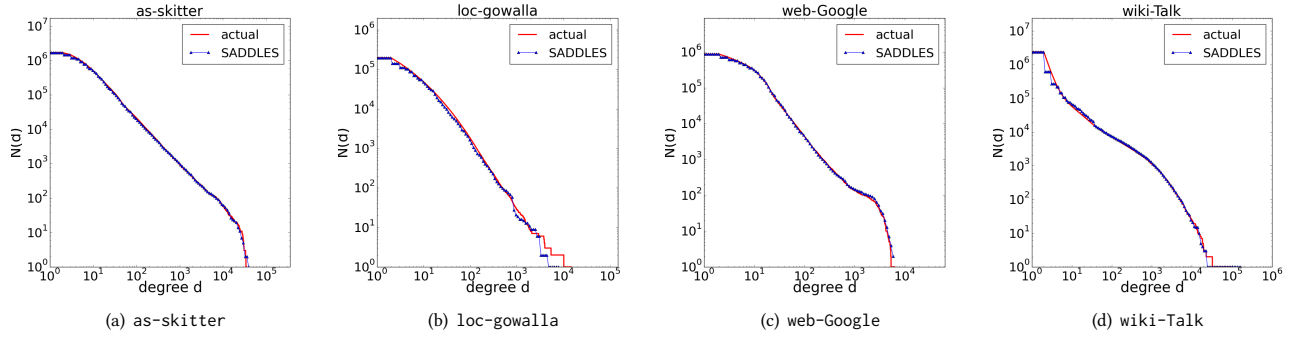 as-skitter
actual
SADDLES
N(d)
10^7
10^6
10^5
10^4
10^3
10^2
10^1
10^0
10^0 10^1 10^2 10^3 10^4 10^5
degree d
(a) as-skitter
loc-gowalla
actual
SADDLES
N(d)
10^6
10^5
10^4
10^3
10^2
10^1
10^0
10^0 10^1 10^2 10^3 10^4 10^5
degree d
(b) loc-gowalla
web-Google
actual
SADDLES
N(d)
10^6
10^5
10^4
10^3
10^2
10^1
10^0
10^0 10^1 10^2 10^3 10^4
degree d
(c) web-Google
wiki-Talk
actual
SADDLES
N(d)
10^7
10^6
10^5
10^4
10^3
10^2
10^1
10^0
10^0 10^1 10^2 10^3 10^4 10^5 10^6
degree d
(d) wiki-Talk